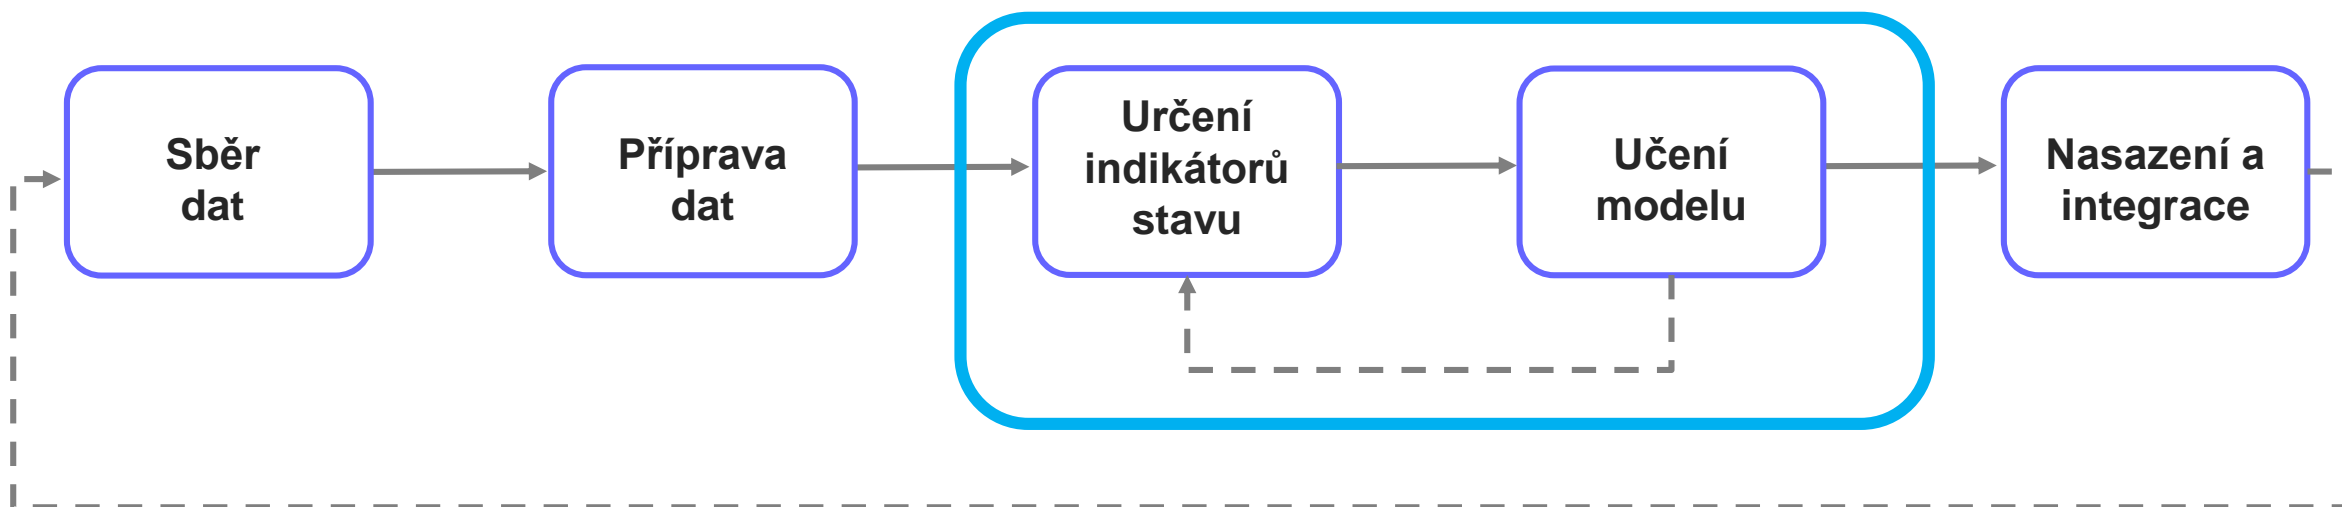 Sběr
dat
Příprava
dat
Určení
indikátorů
stavu
Učení
modelu
Nasazení a
integrace